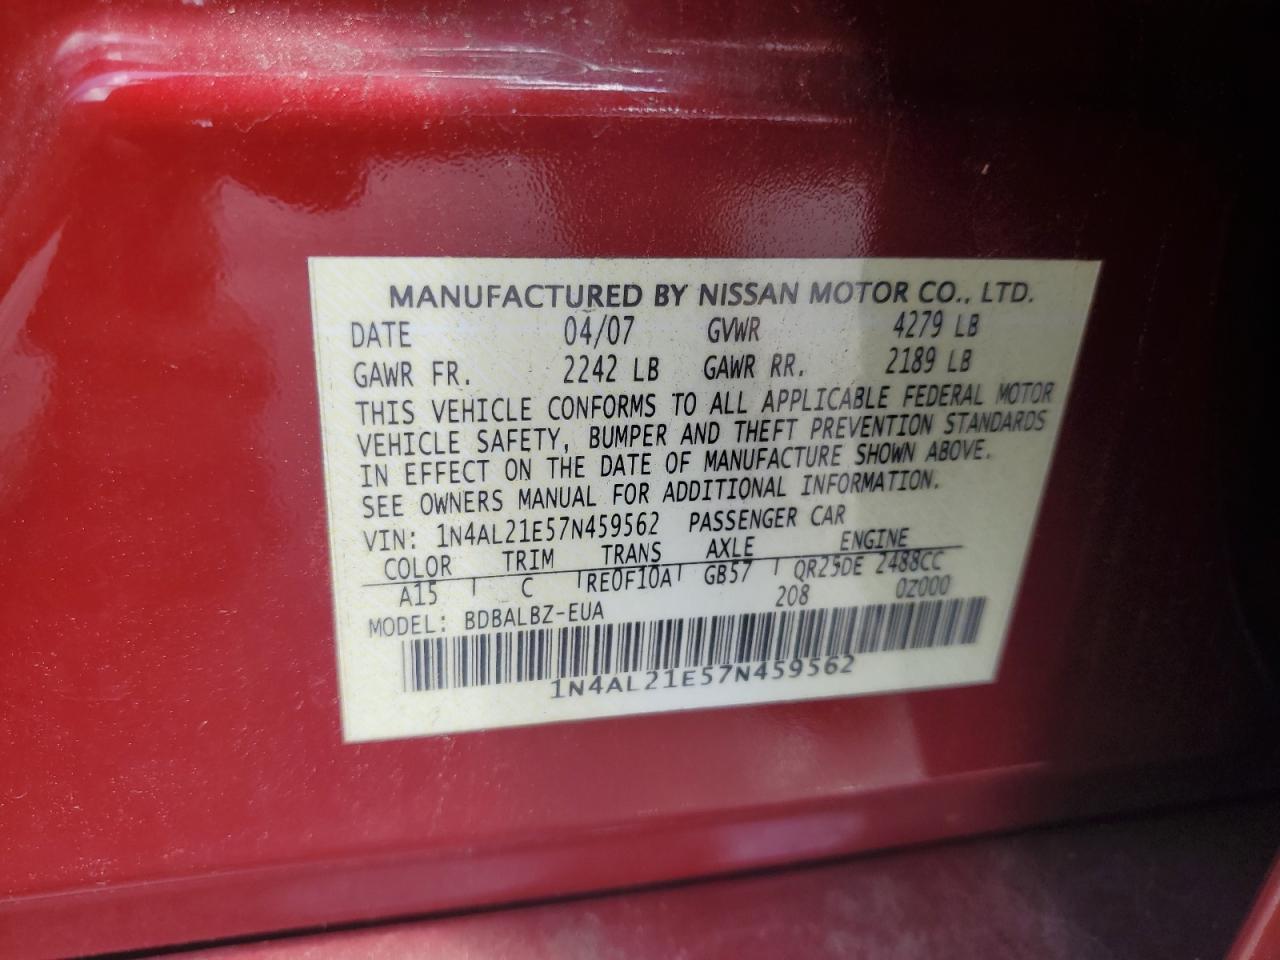 MANUFACTURED BY NISSAN MOTOR CO., LTD.
DATE 04/07 GVWR 4279 LB
GAWR FR. 2242 LB GAWR RR. 2189 LB
THIS VEHICLE CONFORMS TO ALL APPLICABLE FEDERAL MOTOR
VEHICLE SAFETY, BUMPER AND THEFT PREVENTION STANDARDS
IN EFFECT ON THE DATE OF MANUFACTURE SHOWN ABOVE.
SEE OWNERS MANUAL FOR ADDITIONAL INFORMATION.
VIN: 1N4AL21E57N459562 PASSENGER CAR
COLOR TRIM TRANS AXLE ENGINE
A15 C RE0F10A GB57 QR25DE 2488CC
MODEL: BDBALBZ-EUA 208 0Z000
1N4AL21E57N459562